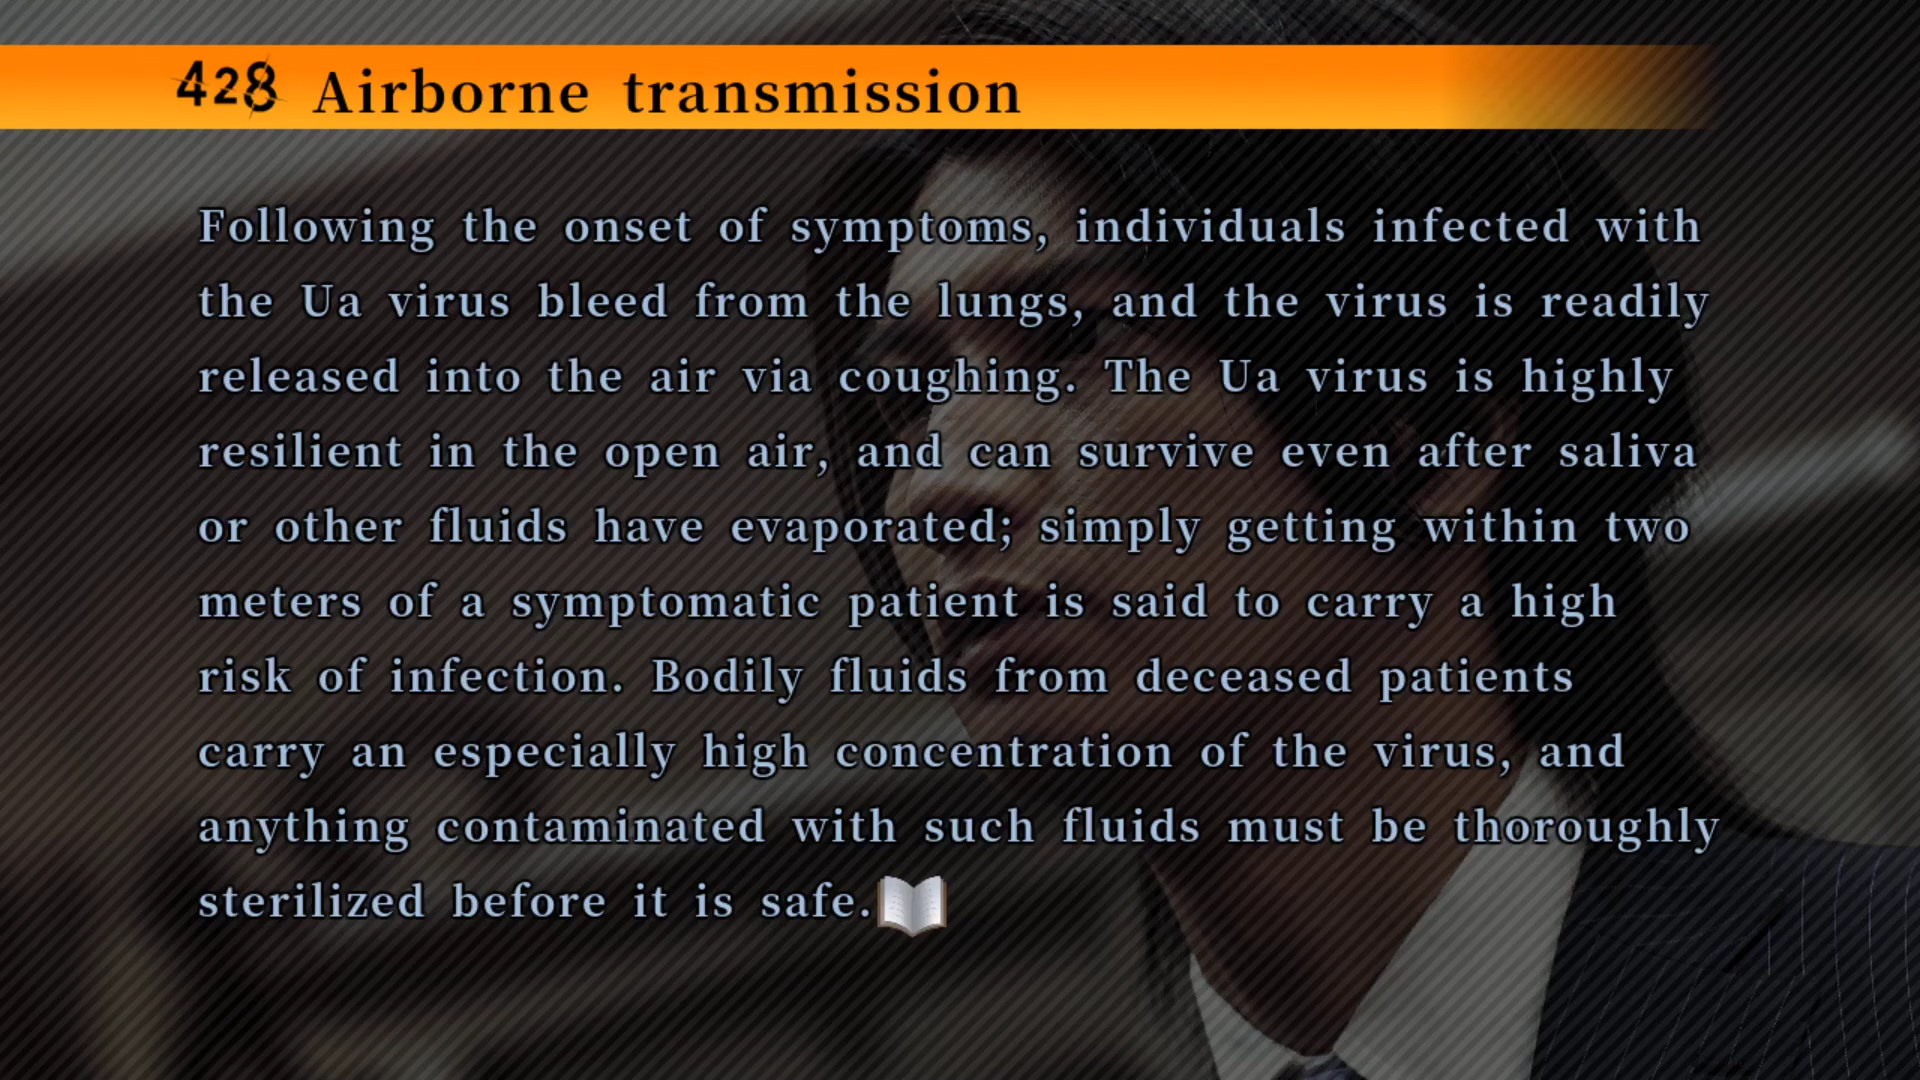 428 Airborne transmission
Following the onset of symptoms, individuals infected with
the Ua virus bleed from the lungs, and the virus is readily
released into the air via coughing. The Ua virus is highly
resilient in the open air, and can survive even after saliva
or other fluids have evaporated; simply getting within two
meters of a symptomatic patient is said to carry a high
risk of infection. Bodily fluids from deceased patients
carry an especially high concentration of the virus, and
anything contaminated with such fluids must be thoroughly
sterilized before it is safe.